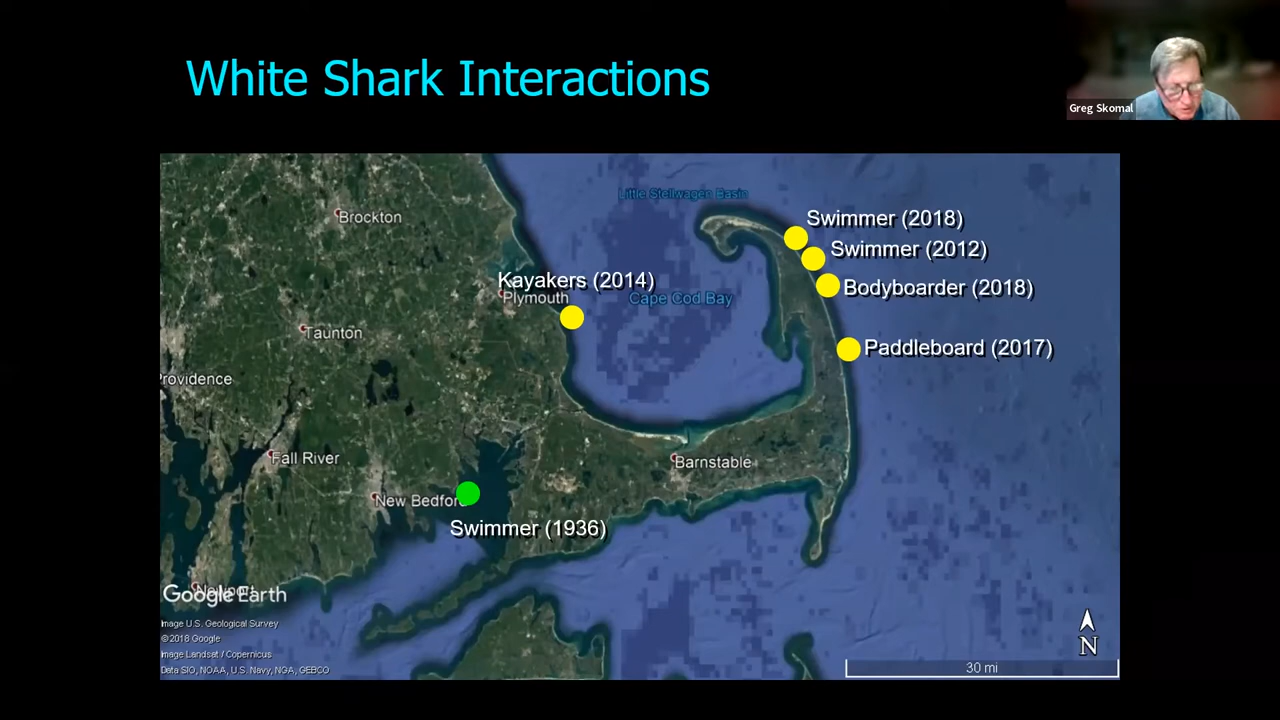 White Shark Interactions
Greg Skomal
Little Stellwagen Basin
Brockton
Swimmer (2018)
Swimmer (2012)
Kayakers (2014)
Bodyboarder (2018)
Plymouth
Cape Cod Bay
Taunton
Paddleboard (2017)
Providence
Fall River
Barnstable
New Bedford
Swimmer (1936)
Newport
Google Earth
Image U.S. Geological Survey
©2018 Google
Image Landsat / Copernicus
Data SIO, NOAA, U.S. Navy, NGA, GEBCO
N
30 mi